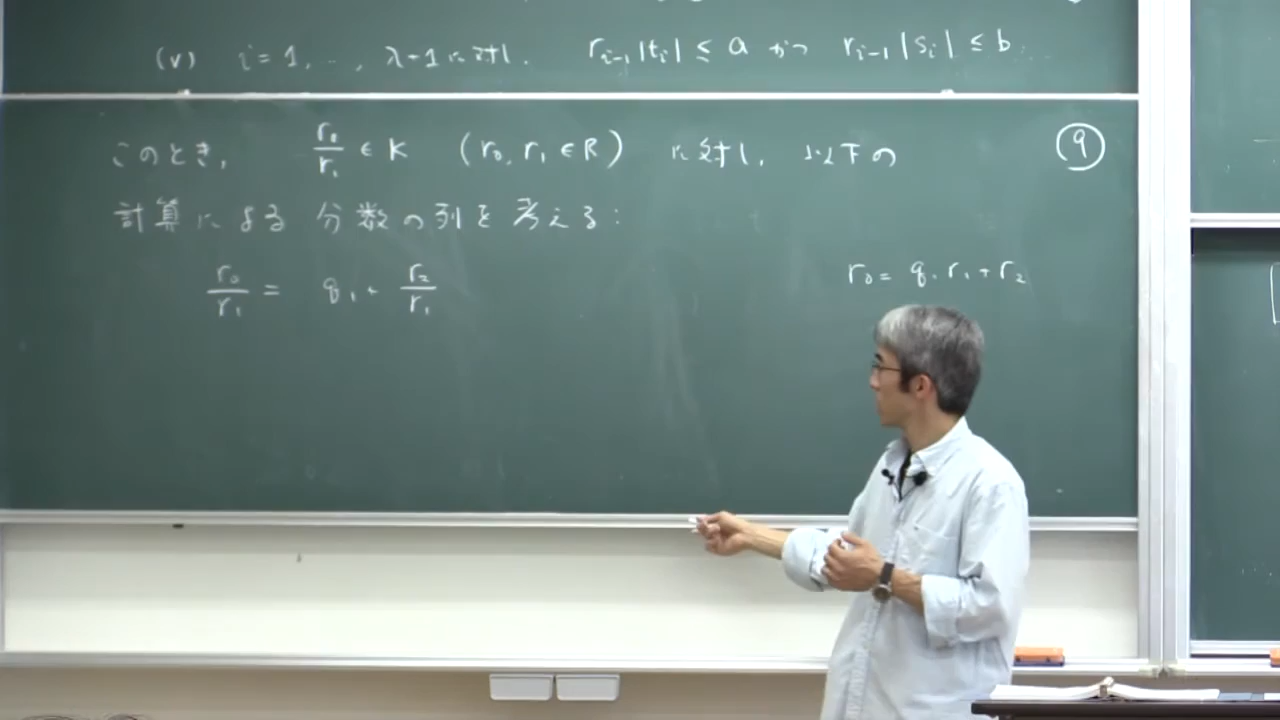 (v) i=1, ..., λ-1 に対し. r_{i-1}|t_i| ≤ a かつ r_{i-1}|s_i| ≤ b.
このとき, r_0/r_1 ∈ K (r_0, r_1 ∈ R) に対し, 以下の ⑨
計算による 分数の列を考える:
r_0/r_1 = q_1 + r_2/r_1 r_0 = q_1 r_1 + r_2